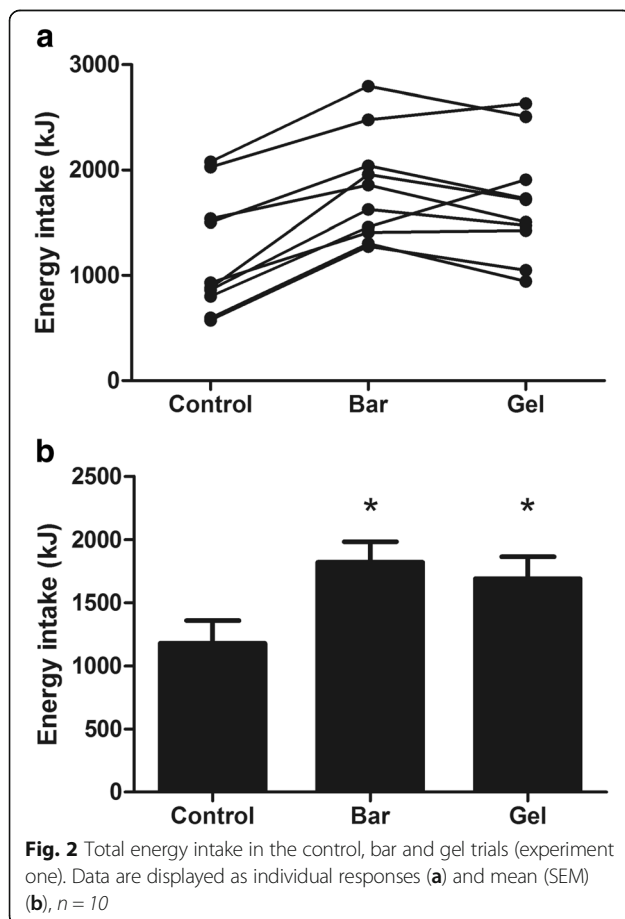 a
3000
2000
1000
0
Energy intake (kJ)
Control Bar Gel
b
2500
2000
1500
1000
500
0
Energy intake (kJ)
* *
Control Bar Gel
Fig. 2 Total energy intake in the control, bar and gel trials (experiment
one). Data are displayed as individual responses (a) and mean (SEM)
(b), n = 10